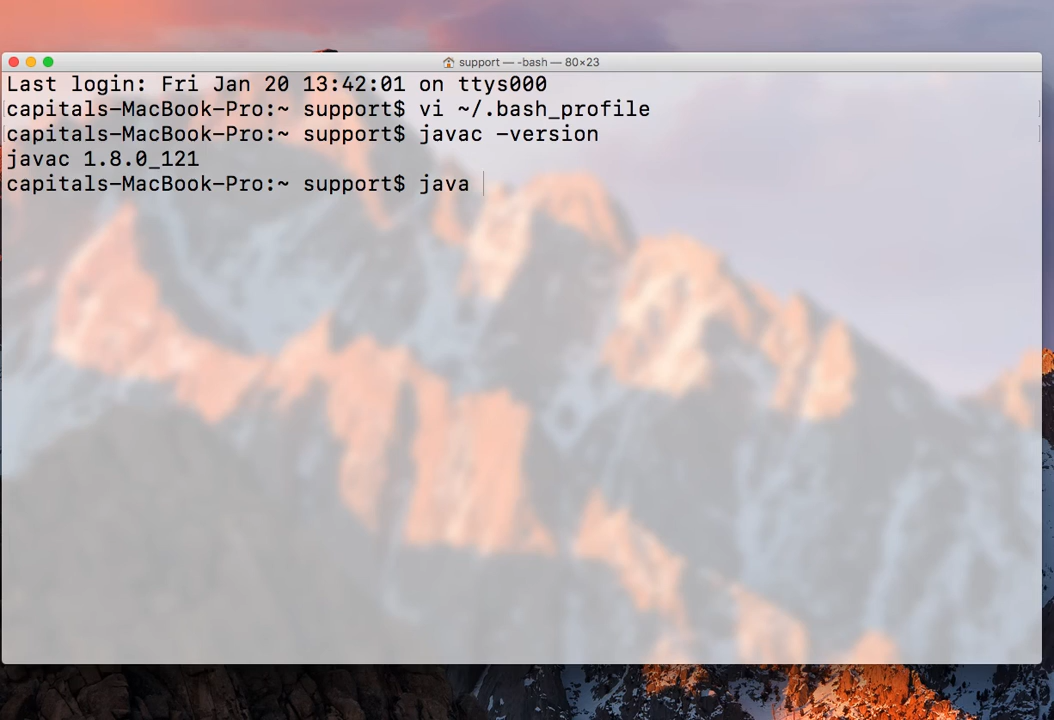 support — -bash — 80×23
Last login: Fri Jan 20 13:42:01 on ttys000
capitals-MacBook-Pro:~ support$ vi ~/.bash_profile
capitals-MacBook-Pro:~ support$ javac -version
javac 1.8.0_121
capitals-MacBook-Pro:~ support$ java